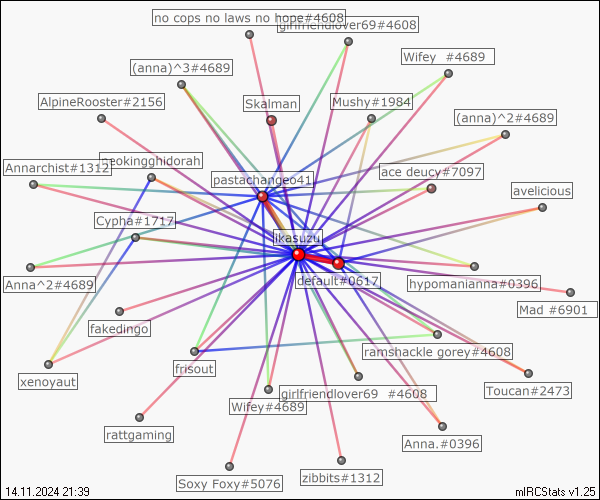 no cops no laws no hope#4608
girlfriendlover69#4608
Wifey  #4689
(anna)^3#4689
AlpineRooster#2156
Skalman
Mushy#1984
(anna)^2#4689
Annarchist#1312
geokingghidorah
pastachangeo41
ace deucy#7097
avelicious
Cypha#1717
ikasuzu
Anna^2#4689
default#0617
hypomanianna#0396
Mad #6901
fakedingo
frisout
ramshackle gorey#4608
xenoyaut
Wifey#4689
girlfriendlover69  #4608
Toucan#2473
rattgaming
Anna.#0396
Soxy Foxy#5076
zibbits#1312
14.11.2024 21:39
mIRCStats v1.25